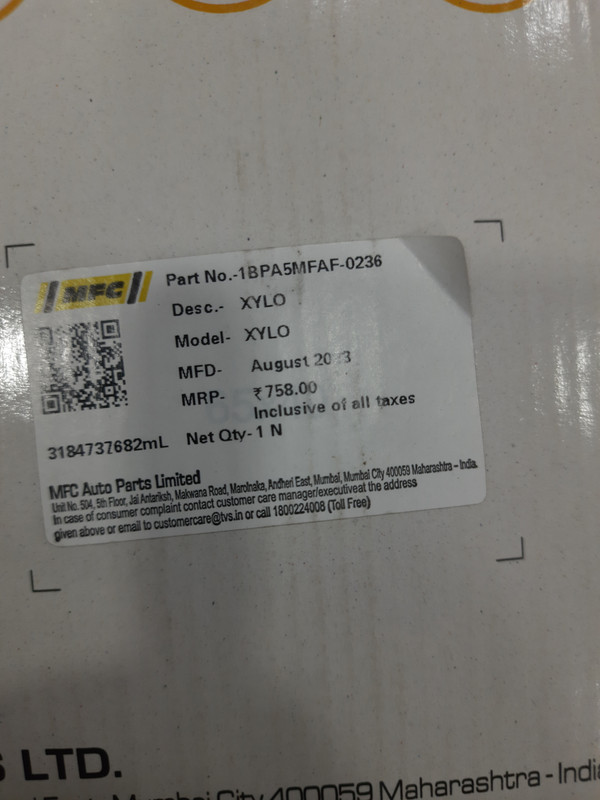 MFC
Part No.-1BPA5MFAF-0236
Desc.- XYLO
Model- XYLO
MFD- August
MRP- ₹758.00
Inclusive of all taxes
3184737682mL Net Qty- 1 N
MFC Auto Parts Limited
Unit No. 504, 5th Floor, Jai Antariksh, Makwana Road, Marolnaka, Andheri East, Mumbai, Mumbai City 400059 Maharashtra – India.
In case of consumer complaint contact customer care manager/executiveat the address
given above or email to customercare@tvs.in or call 1800224008 (Toll Free)
LTD.
Mumbai City 400059 Maharashtra - India